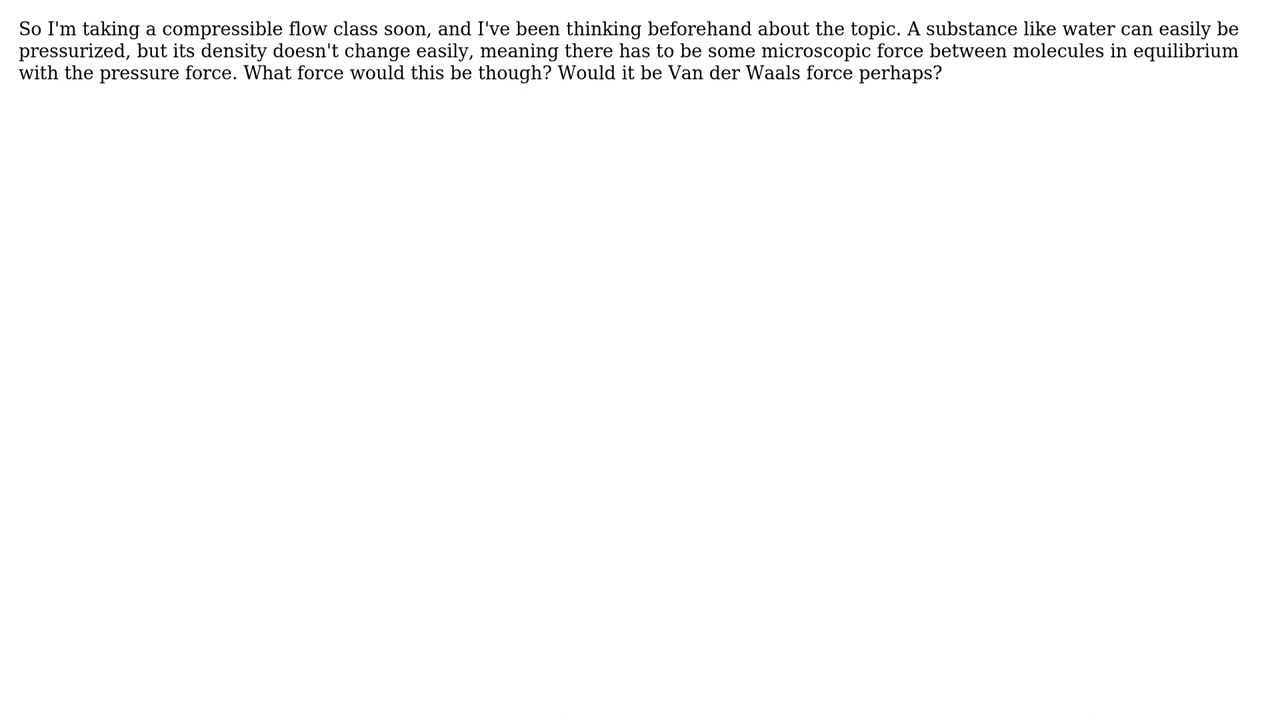 So I'm taking a compressible flow class soon, and I've been thinking beforehand about the topic. A substance like water can easily be
pressurized, but its density doesn't change easily, meaning there has to be some microscopic force between molecules in equilibrium
with the pressure force. What force would this be though? Would it be Van der Waals force perhaps?